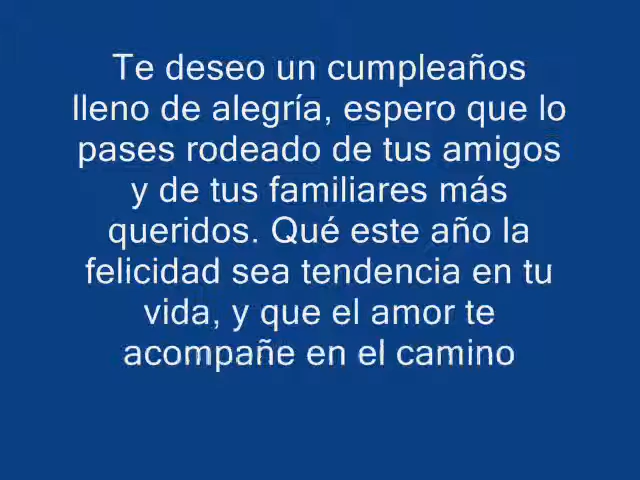 Te deseo un cumpleaños
lleno de alegría, espero que lo
pases rodeado de tus amigos
y de tus familiares más
queridos. Qué este año la
felicidad sea tendencia en tu
vida, y que el amor te
acompañe en el camino